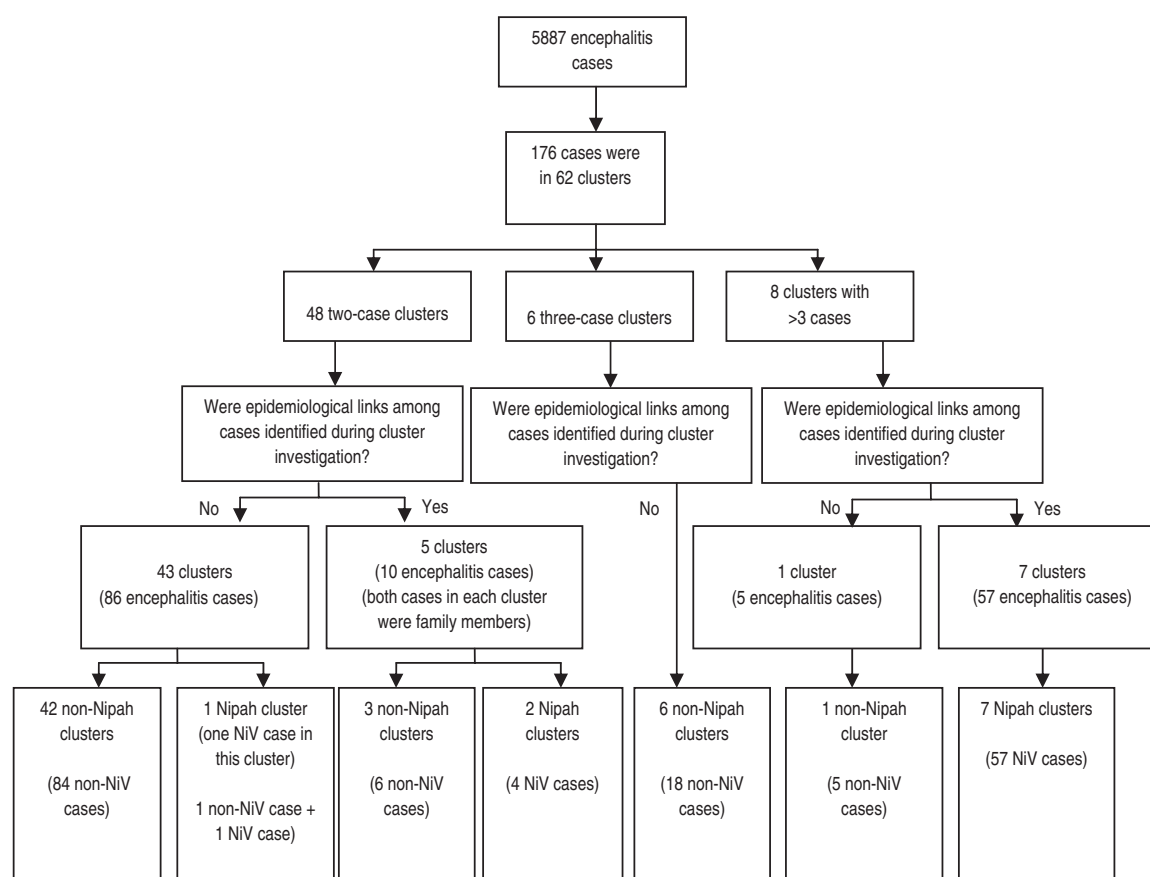 5887 encephalitis
cases
176 cases were
in 62 clusters
48 two-case clusters
6 three-case clusters
8 clusters with
>3 cases
Were epidemiological links among
cases identified during cluster
investigation?
Were epidemiological links among
cases identified during cluster
investigation?
Were epidemiological links among
cases identified during cluster
investigation?
No
Yes
No
No
Yes
43 clusters
(86 encephalitis cases)
5 clusters
(10 encephalitis cases)
(both cases in each cluster
were family members)
1 cluster
(5 encephalitis cases)
7 clusters
(57 encephalitis cases)
42 non-Nipah
clusters
(84 non-NiV
cases)
1 Nipah cluster
(one NiV case in
this cluster)
1 non-NiV case +
1 NiV case)
3 non-Nipah
clusters
(6 non-NiV
cases)
2 Nipah
clusters
(4 NiV cases)
6 non-Nipah
clusters
(18 non-NiV
cases)
1 non-Nipah
cluster
(5 non-NiV
cases)
7 Nipah clusters
(57 NiV cases)